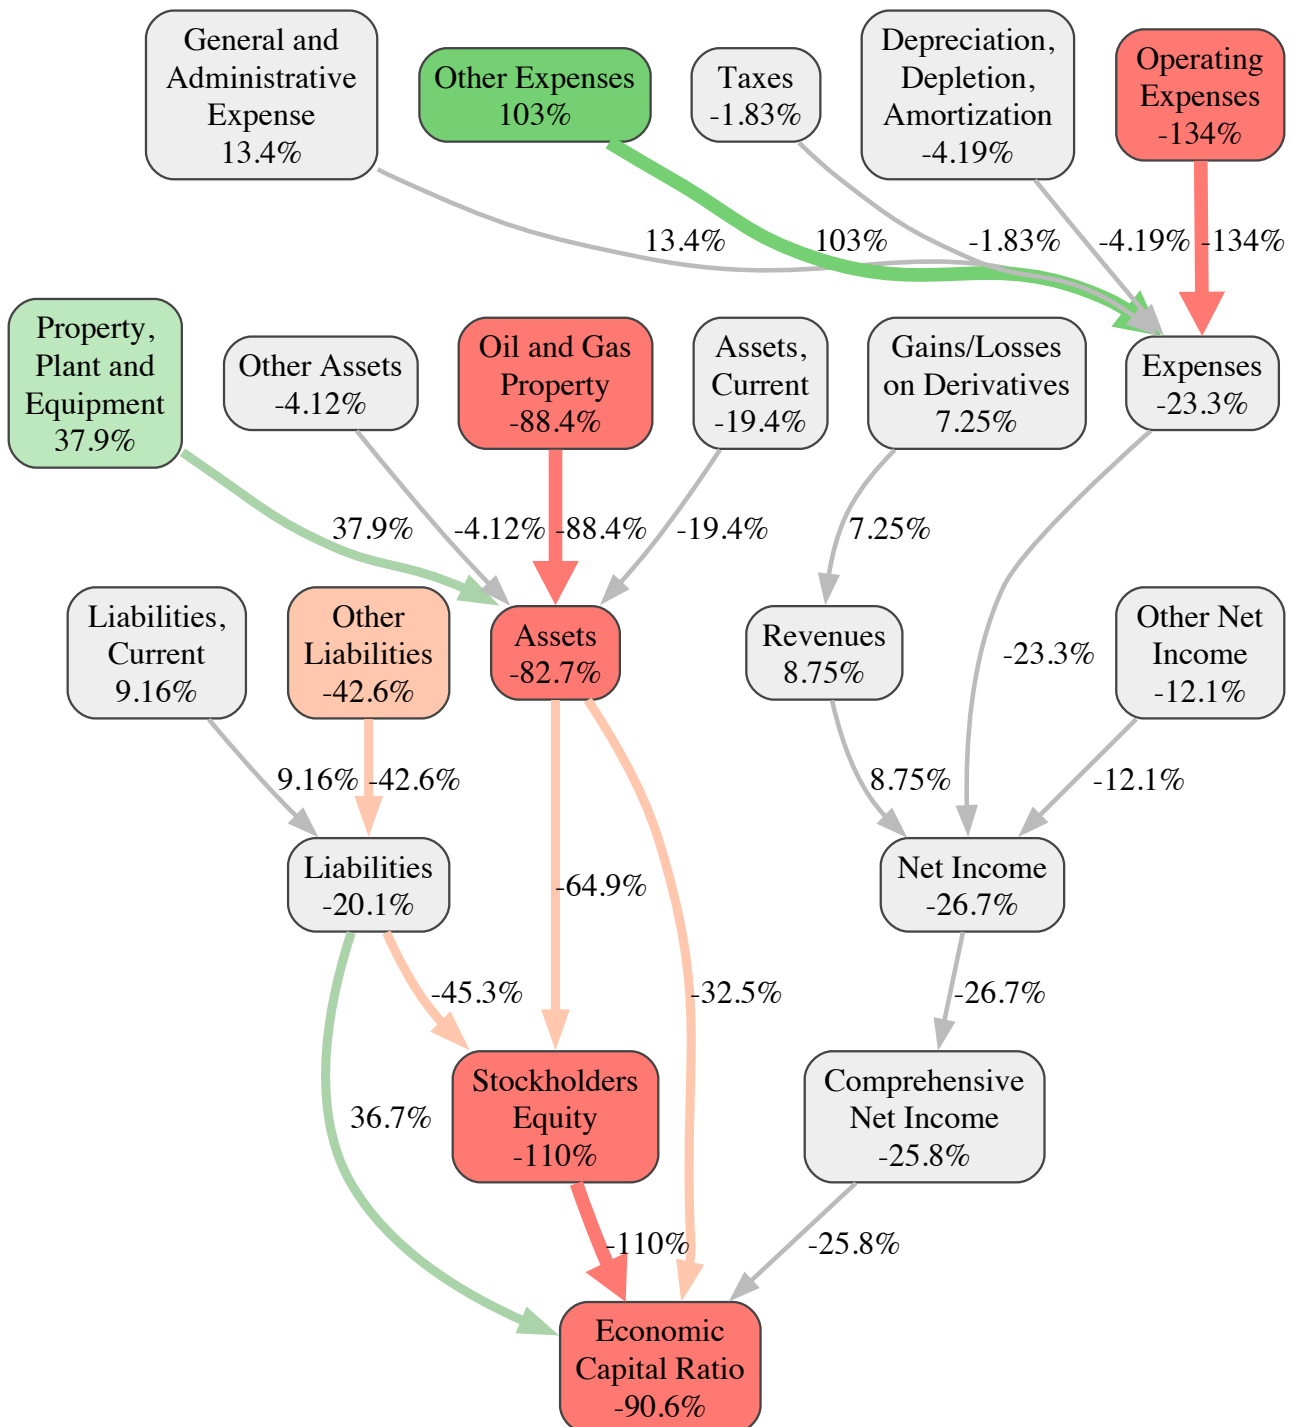 General and
Administrative
Expense
13.4%
Other Expenses
103%
Taxes
-1.83%
Depreciation,
Depletion,
Amortization
-4.19%
Operating
Expenses
-134%
13.4%
103%
-1.83%
-4.19%
-134%
Property,
Plant and
Equipment
37.9%
Other Assets
-4.12%
Oil and Gas
Property
-88.4%
Assets,
Current
-19.4%
Gains/Losses
on Derivatives
7.25%
Expenses
-23.3%
37.9%
-4.12%
-88.4%
-19.4%
7.25%
Liabilities,
Current
9.16%
Other
Liabilities
-42.6%
Assets
-82.7%
Revenues
8.75%
-23.3%
Other Net
Income
-12.1%
9.16%
-42.6%
8.75%
-12.1%
Liabilities
-20.1%
-64.9%
Net Income
-26.7%
-45.3%
-32.5%
-26.7%
36.7%
Stockholders
Equity
-110%
Comprehensive
Net Income
-25.8%
-110%
-25.8%
Economic
Capital Ratio
-90.6%